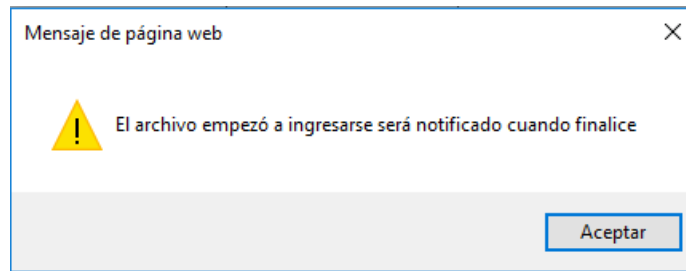 Mensaje de página web
El archivo empezó a ingresarse será notificado cuando finalice
Aceptar